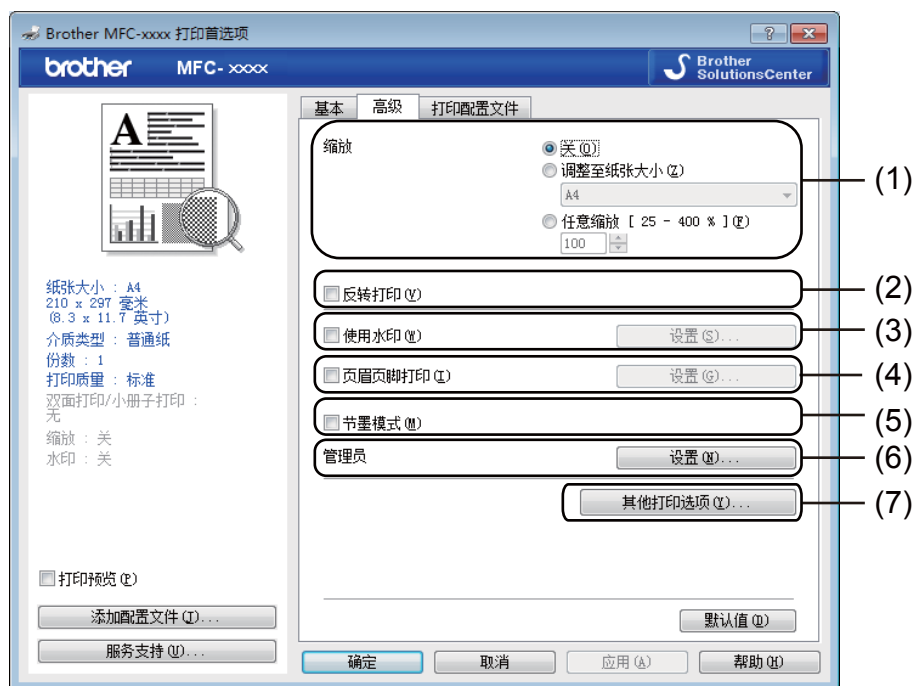 Brother MFC-xxxx 打印首选项
brother MFC- xxxx
Brother
SolutionsCenter
A
纸张大小 : A4
210 x 297 毫米
(8.3 x 11.7 英寸)
介质类型 : 普通纸
份数 : 1
打印质量 : 标准
双面打印/小册子打印 :
无
缩放 : 关
水印 : 关
打印预览(P)
添加配置文件(I)...
服务支持(U)...
基本 高级 打印配置文件
缩放
关(O)
调整至纸张大小(Z)
A4
任意缩放 [ 25 - 400 % ](F)
100
(1)
反转打印(V)
(2)
使用水印(W) 设置(S)...
(3)
页眉页脚打印(I) 设置(G)...
(4)
节墨模式(M)
(5)
管理员 设置(N)...
(6)
其他打印选项(Y)...
(7)
默认值(D)
确定 取消 应用(A) 帮助(H)